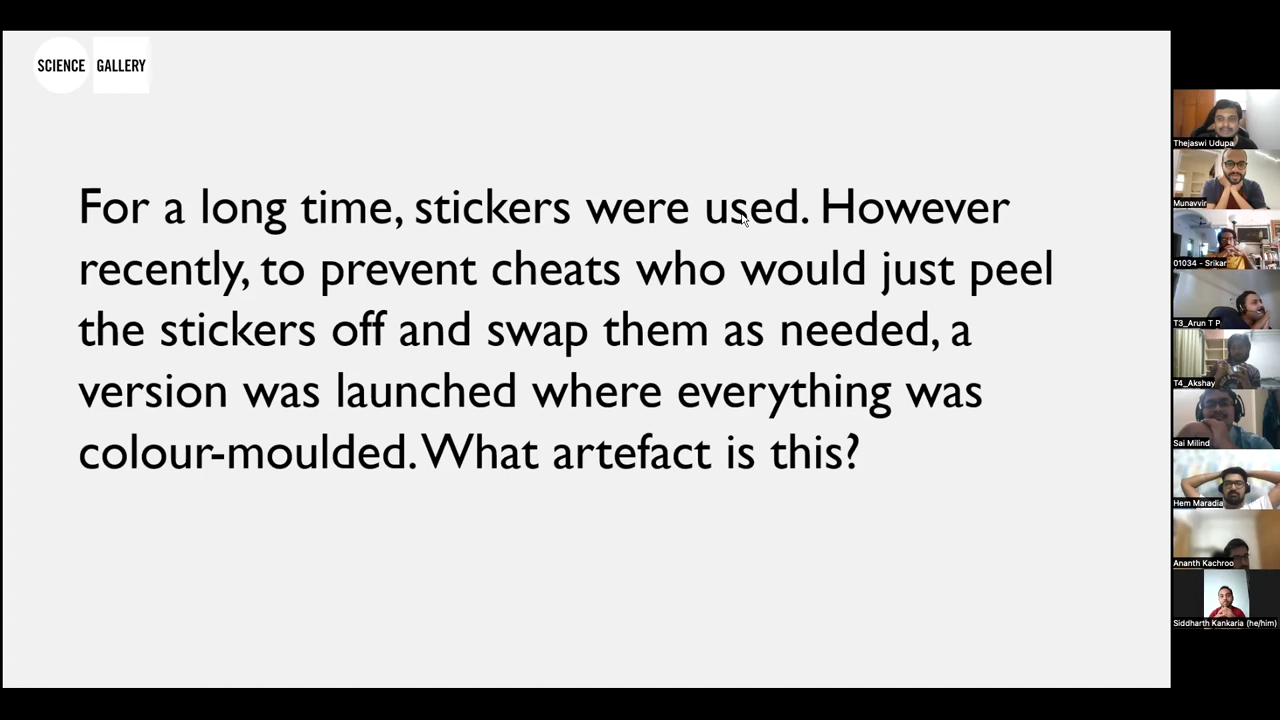 SCIENCE GALLERY
For a long time, stickers were used. However
recently, to prevent cheats who would just peel
the stickers off and swap them as needed, a
version was launched where everything was
colour-moulded. What artefact is this?
Thejaswi Udupa
Munavvir
01034 - Srikar
T3_Arun T P
T4_Akshay
Sai Milind
Hem Maradia
Ananth Kachroo
Siddharth Kankaria (he/him)